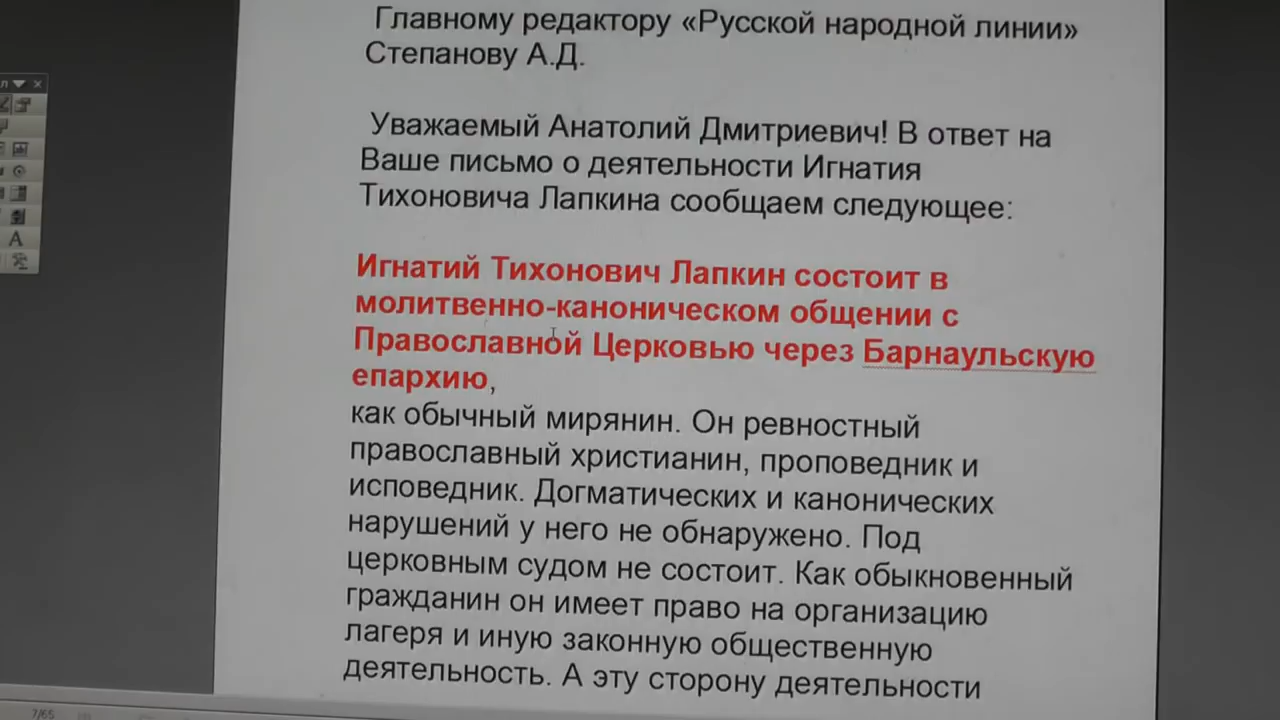 Главному редактору «Русской народной линии»
Степанову А.Д.
Уважаемый Анатолий Дмитриевич! В ответ на
Ваше письмо о деятельности Игнатия
Тихоновича Лапкина сообщаем следующее:
Игнатий Тихонович Лапкин состоит в
молитвенно-каноническом общении с
Православной Церковью через Барнаульскую
епархию,
как обычный мирянин. Он ревностный
православный христианин, проповедник и
исповедник. Догматических и канонических
нарушений у него не обнаружено. Под
церковным судом не состоит. Как обыкновенный
гражданин он имеет право на организацию
лагеря и иную законную общественную
деятельность. А эту сторону деятельности
7/65